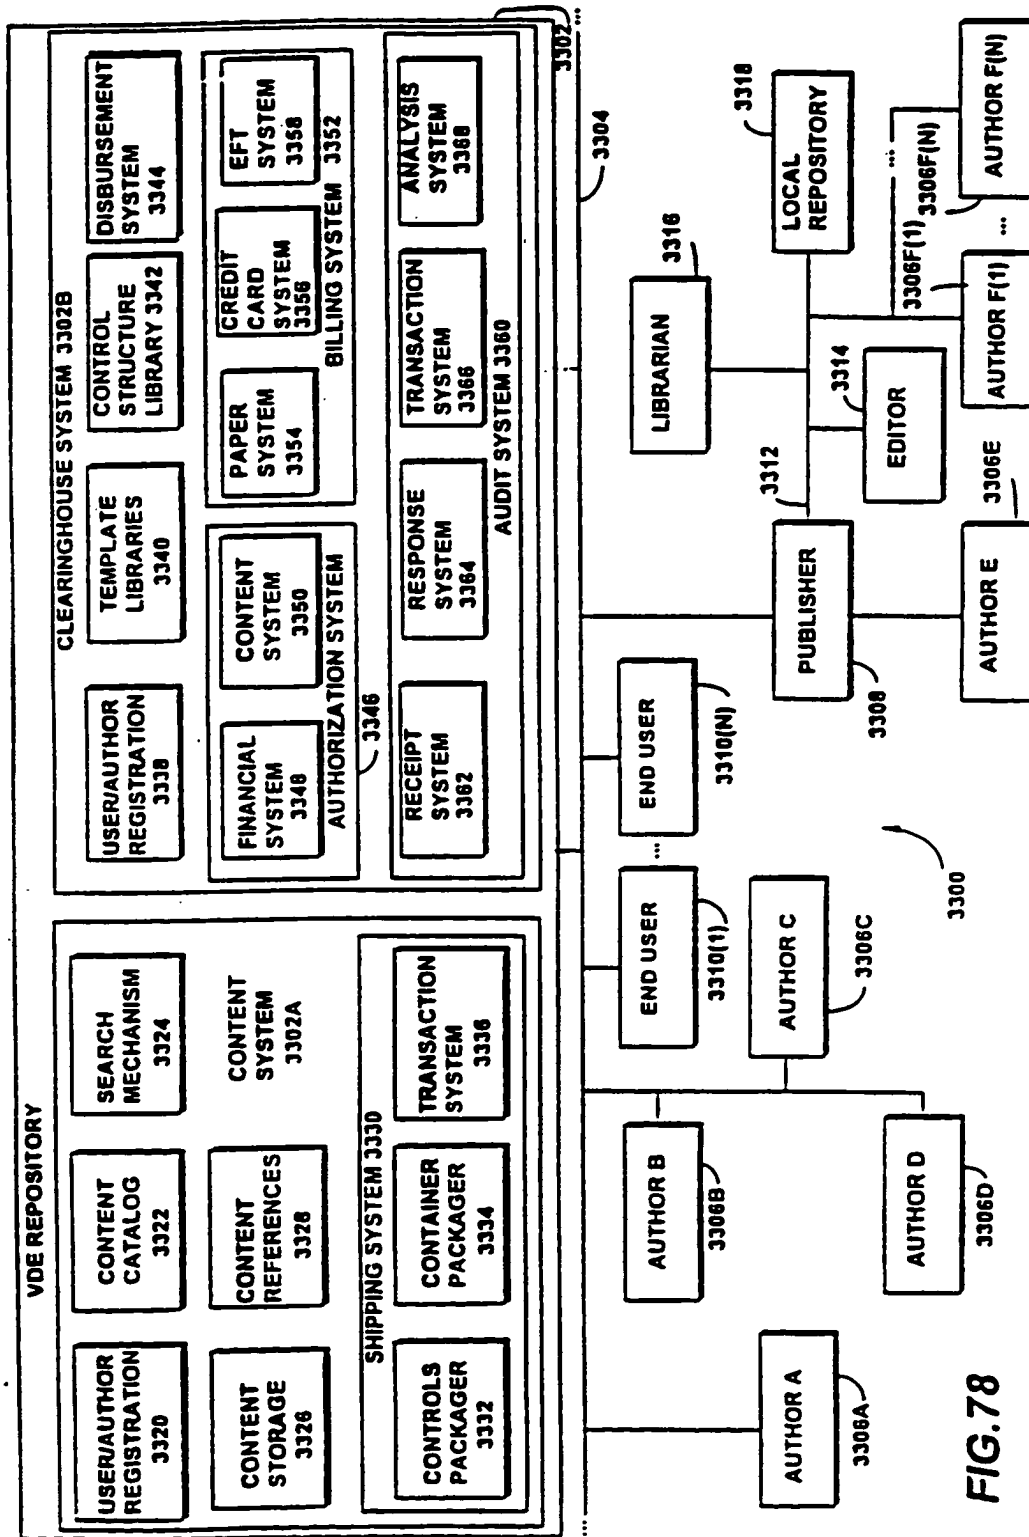 VDE REPOSITORY
USER/AUTHOR
REGISTRATION
3320
CONTENT
CATALOG
3322
SEARCH
MECHANISM
3324
CONTENT
STORAGE
3326
CONTENT
REFERENCES
3328
CONTENT
SYSTEM
3302A
SHIPPING SYSTEM 3330
CONTROLS
PACKAGER
3332
CONTAINER
PACKAGER
3334
TRANSACTION
SYSTEM
3336
CLEARINGHOUSE SYSTEM 3302B
USER/AUTHOR
REGISTRATION
3338
TEMPLATE
LIBRARIES
3340
CONTROL
STRUCTURE
LIBRARY 3342
DISBURSEMENT
SYSTEM
3344
FINANCIAL
SYSTEM
3348
CONTENT
SYSTEM
3350
AUTHORIZATION SYSTEM
3346
PAPER
SYSTEM
3354
CREDIT
CARD
SYSTEM
3356
EFT
SYSTEM
3358
BILLING SYSTEM 3352
RECEIPT
SYSTEM
3362
RESPONSE
SYSTEM
3364
TRANSACTION
SYSTEM
3366
ANALYSIS
SYSTEM
3368
AUDIT SYSTEM 3360
3302
...
...
3304
...
AUTHOR A
3306A
AUTHOR B
3306B
AUTHOR C
3306C
AUTHOR D
3306D
END USER
3310(1)
...
END USER
3310(N)
3300
PUBLISHER
3308
3312
AUTHOR E
3306E
LIBRARIAN
3316
EDITOR
3314
LOCAL
REPOSITORY
3318
...
3306F(1)
3306F(N)
AUTHOR F(1)
...
AUTHOR F(N)
FIG.78